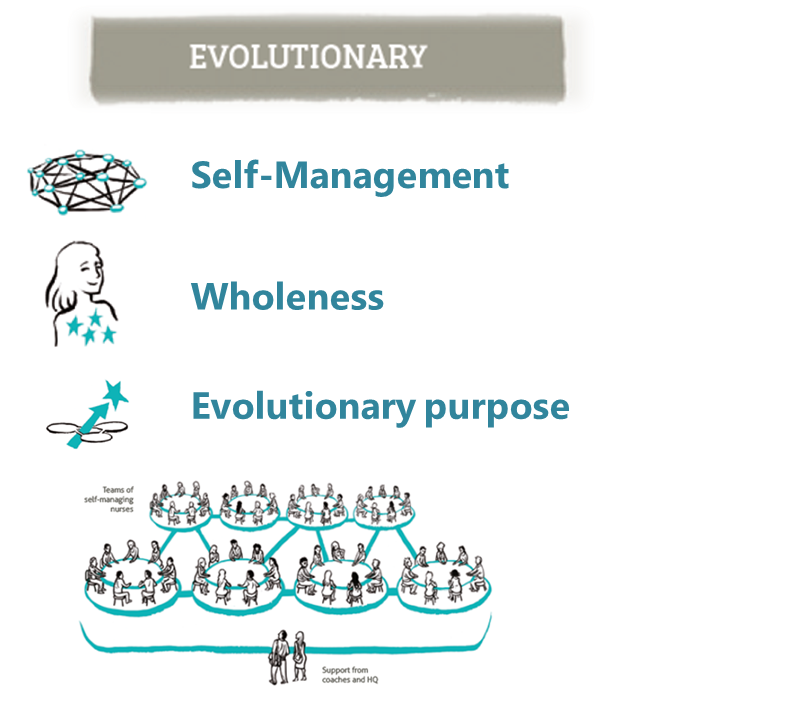 EVOLUTIONARY
Self-Management
Wholeness
Evolutionary purpose
Teams of
self-managing
nurses
Support from
coaches and HQ